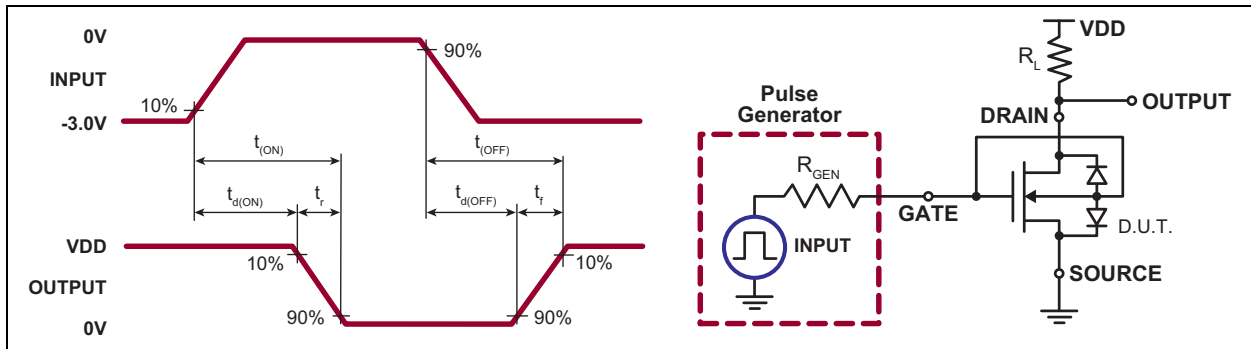 0V
INPUT
-3.0V
10%
90%
t(ON)
t(OFF)
td(ON)
tr
td(OFF)
tf
VDD
OUTPUT
0V
10%
90%
10%
90%
Pulse
Generator
RGEN
INPUT
GATE
VDD
RL
OUTPUT
DRAIN
D.U.T.
SOURCE